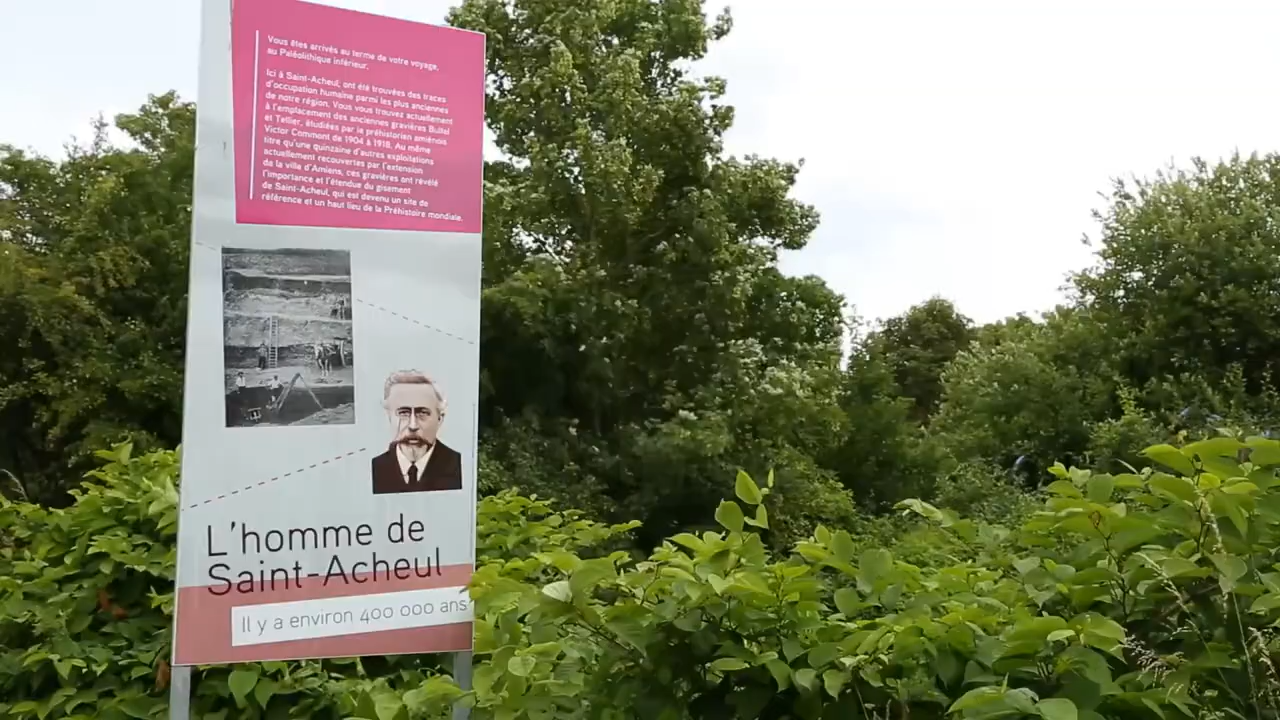 Vous êtes arrivés au terme de votre voyage,
au Paléolithique inférieur.
Ici à Saint-Acheul, ont été trouvées des traces
d'occupation humaine parmi les plus anciennes
de notre région. Vous vous trouvez actuellement
à l'emplacement des anciennes gravières Bultel
et Tellier, étudiées par le préhistorien amiénois
Victor Commont de 1904 à 1918. Au même
titre qu'une quinzaine d'autres exploitations
actuellement recouvertes par l'extension
de la ville d'Amiens, ces gravières ont révélé
l'importance et l'étendue du gisement
de Saint-Acheul, qui est devenu un site de
référence et un haut lieu de la Préhistoire mondiale.
L'homme de
Saint-Acheul
Il y a environ 400 000 ans